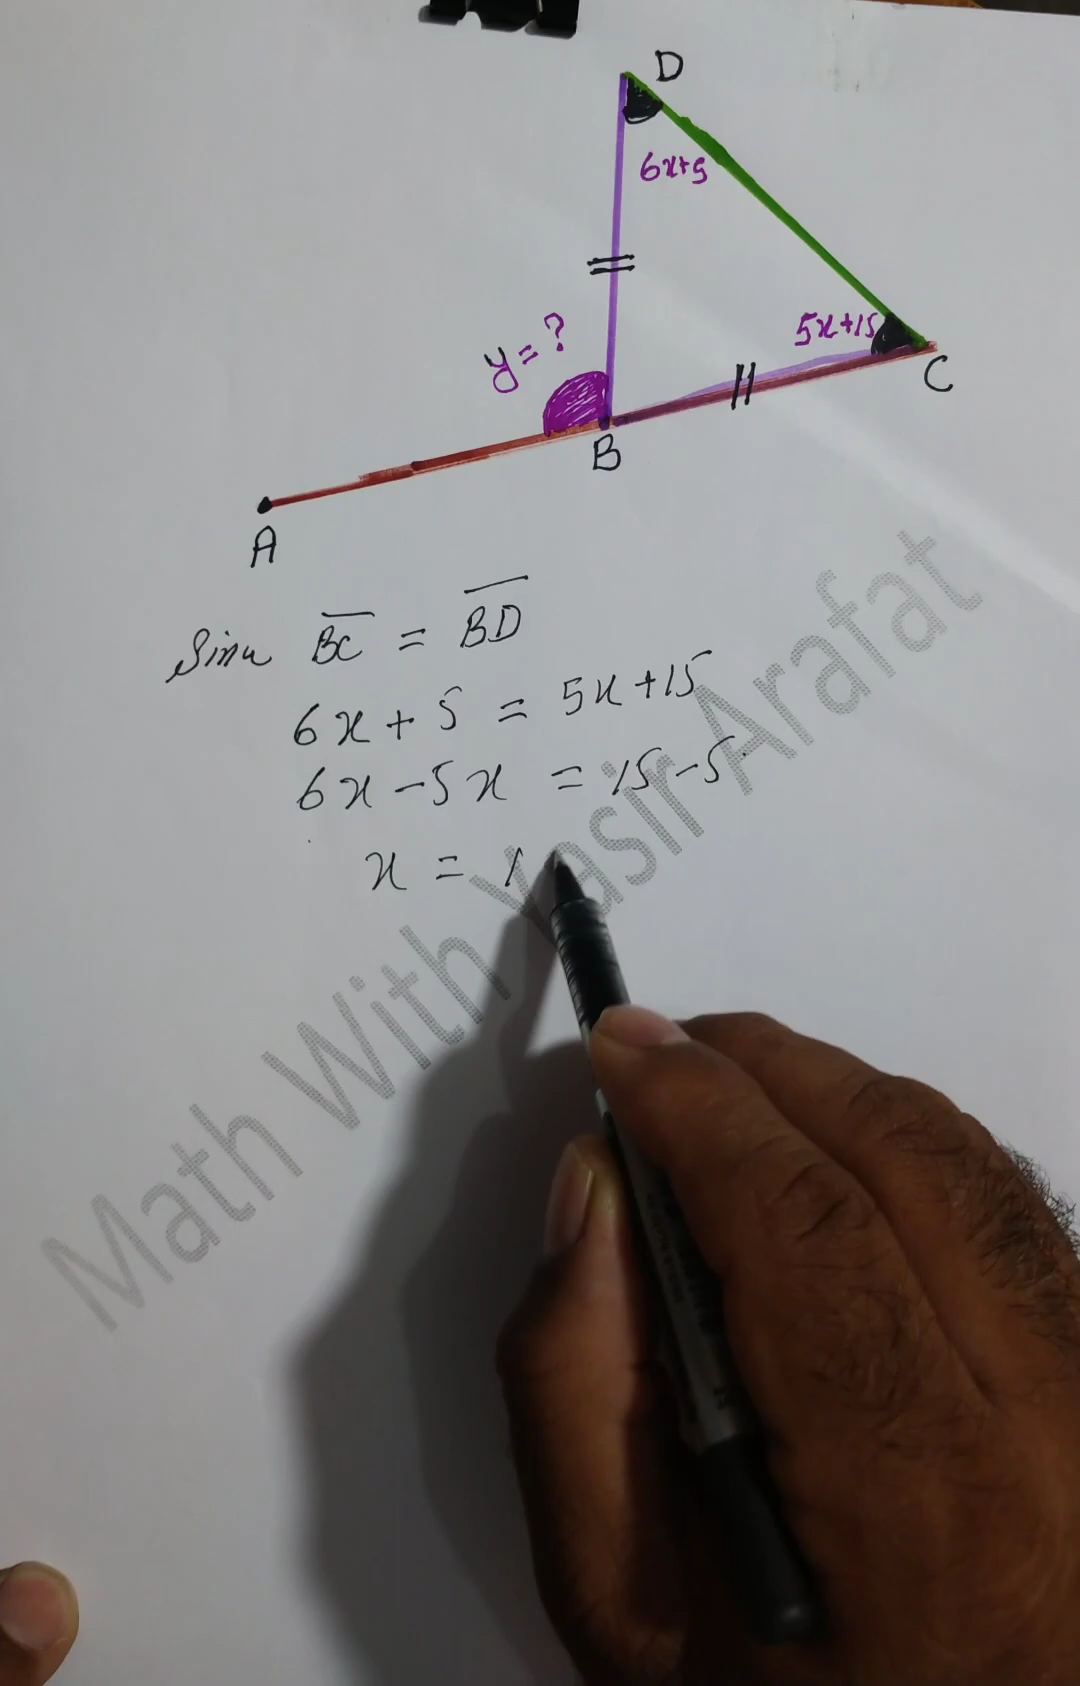 D
6x+5
y=?
5x+15
C
B
A
Since BC = BD
6x + 5 = 5x+15
6x - 5x = 15-5
x = 1
Math With Yasir Arafat